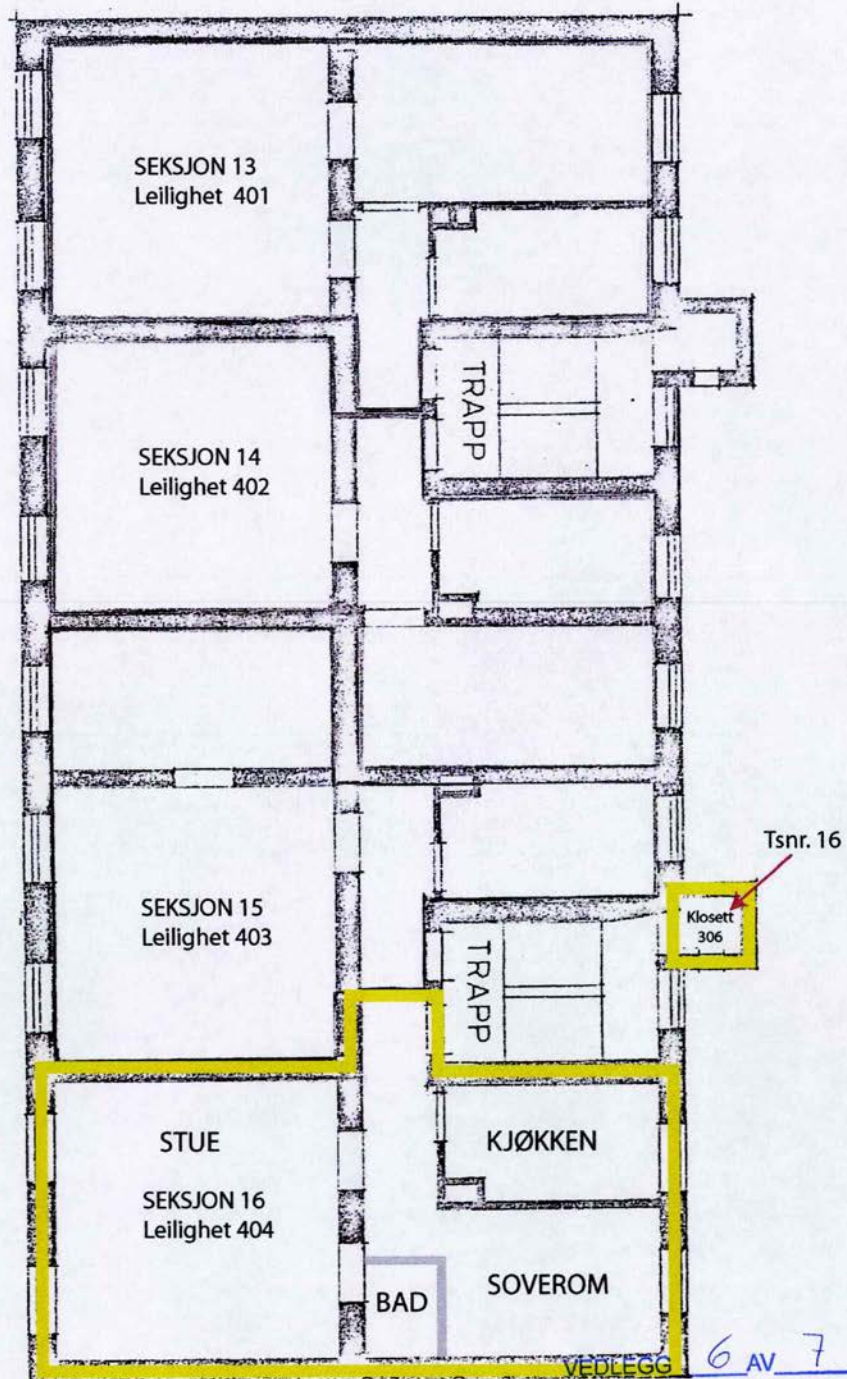 SEKSJON 13
Leilighet 401
TRAPP
SEKSJON 14
Leilighet 402
Tsnr. 16
SEKSJON 15
Leilighet 403
Klosett
306
TRAPP
STUE
KJØKKEN
SEKSJON 16
Leilighet 404
BAD
SOVEROM
VEDLEGG 6 AV 7